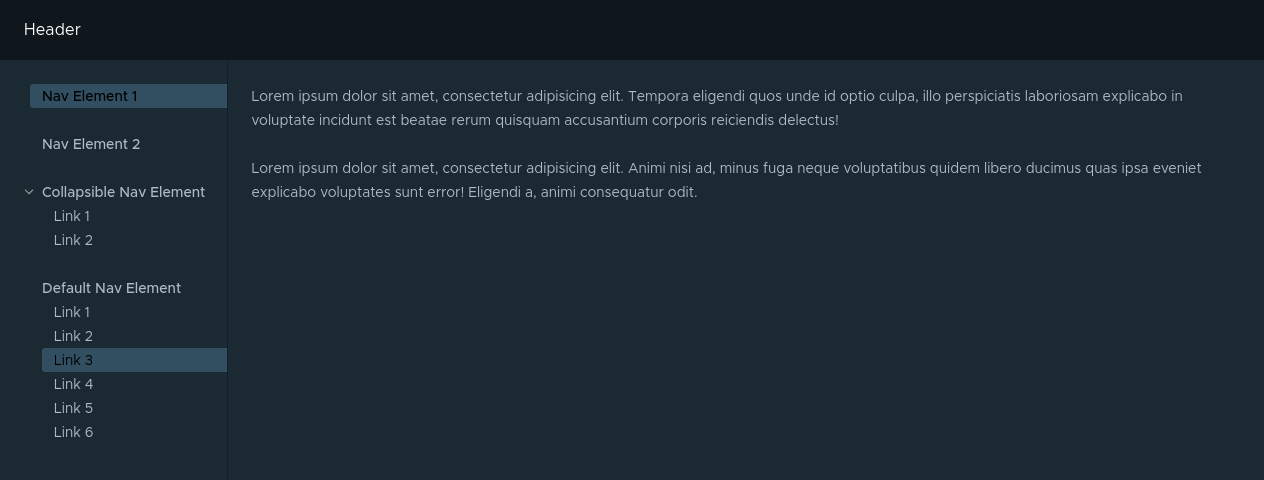 Header
Nav Element 1
Nav Element 2
Collapsible Nav Element
Link 1
Link 2
Default Nav Element
Link 1
Link 2
Link 3
Link 4
Link 5
Link 6
Lorem ipsum dolor sit amet, consectetur adipisicing elit. Tempora eligendi quos unde id optio culpa, illo perspiciatis laboriosam explicabo in
voluptate incidunt est beatae rerum quisquam accusantium corporis reiciendis delectus!
Lorem ipsum dolor sit amet, consectetur adipisicing elit. Animi nisi ad, minus fuga neque voluptatibus quidem libero ducimus quas ipsa eveniet
explicabo voluptates sunt error! Eligendi a, animi consequatur odit.